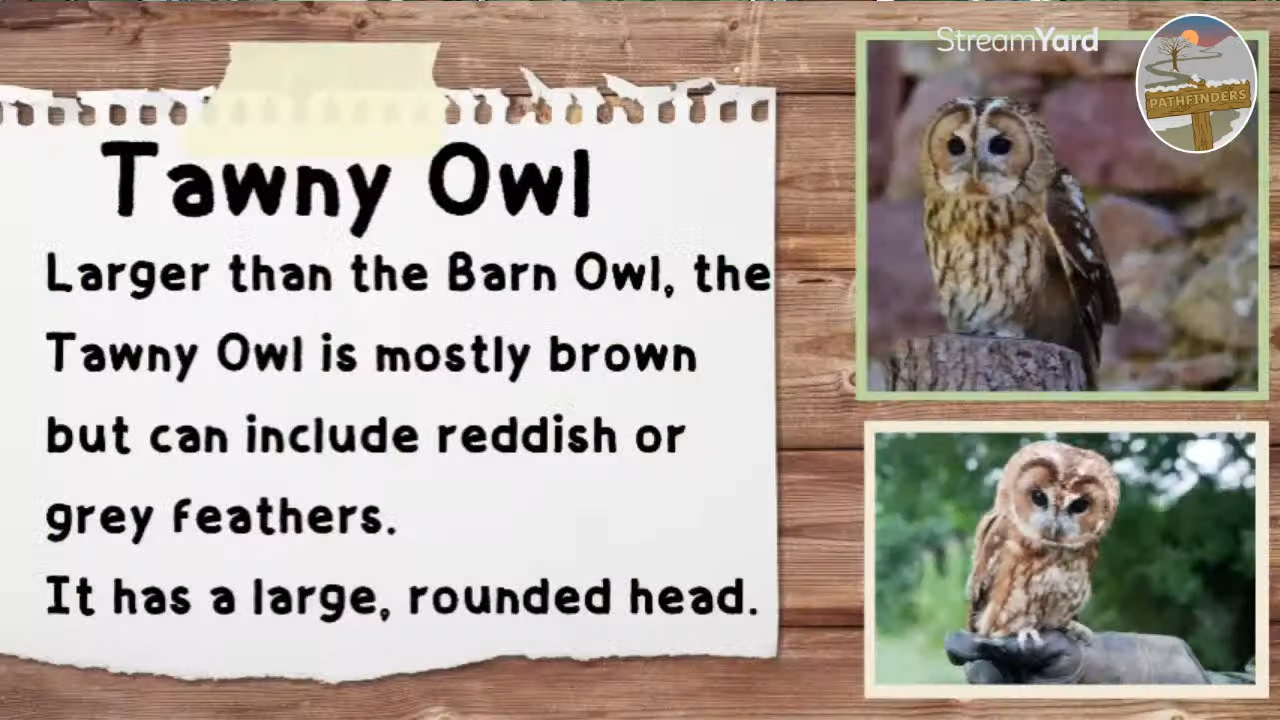 StreamYard
PATHFINDERS
Tawny Owl
Larger than the Barn Owl, the
Tawny Owl is mostly brown
but can include reddish or
grey feathers.
It has a large, rounded head.